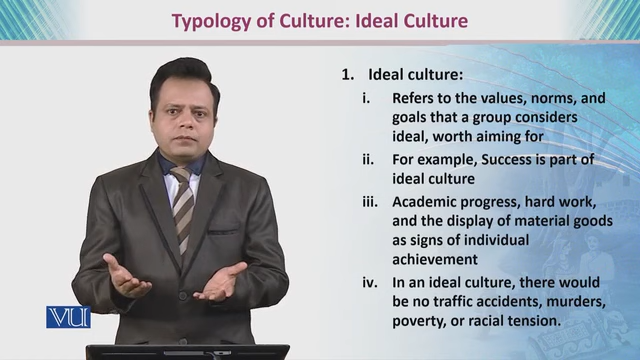 Typology of Culture: Ideal Culture
1. Ideal culture:
i. Refers to the values, norms, and
goals that a group considers
ideal, worth aiming for
ii. For example, Success is part of
ideal culture
iii. Academic progress, hard work,
and the display of material goods
as signs of individual
achievement
iv. In an ideal culture, there would
be no traffic accidents, murders,
poverty, or racial tension.
VU